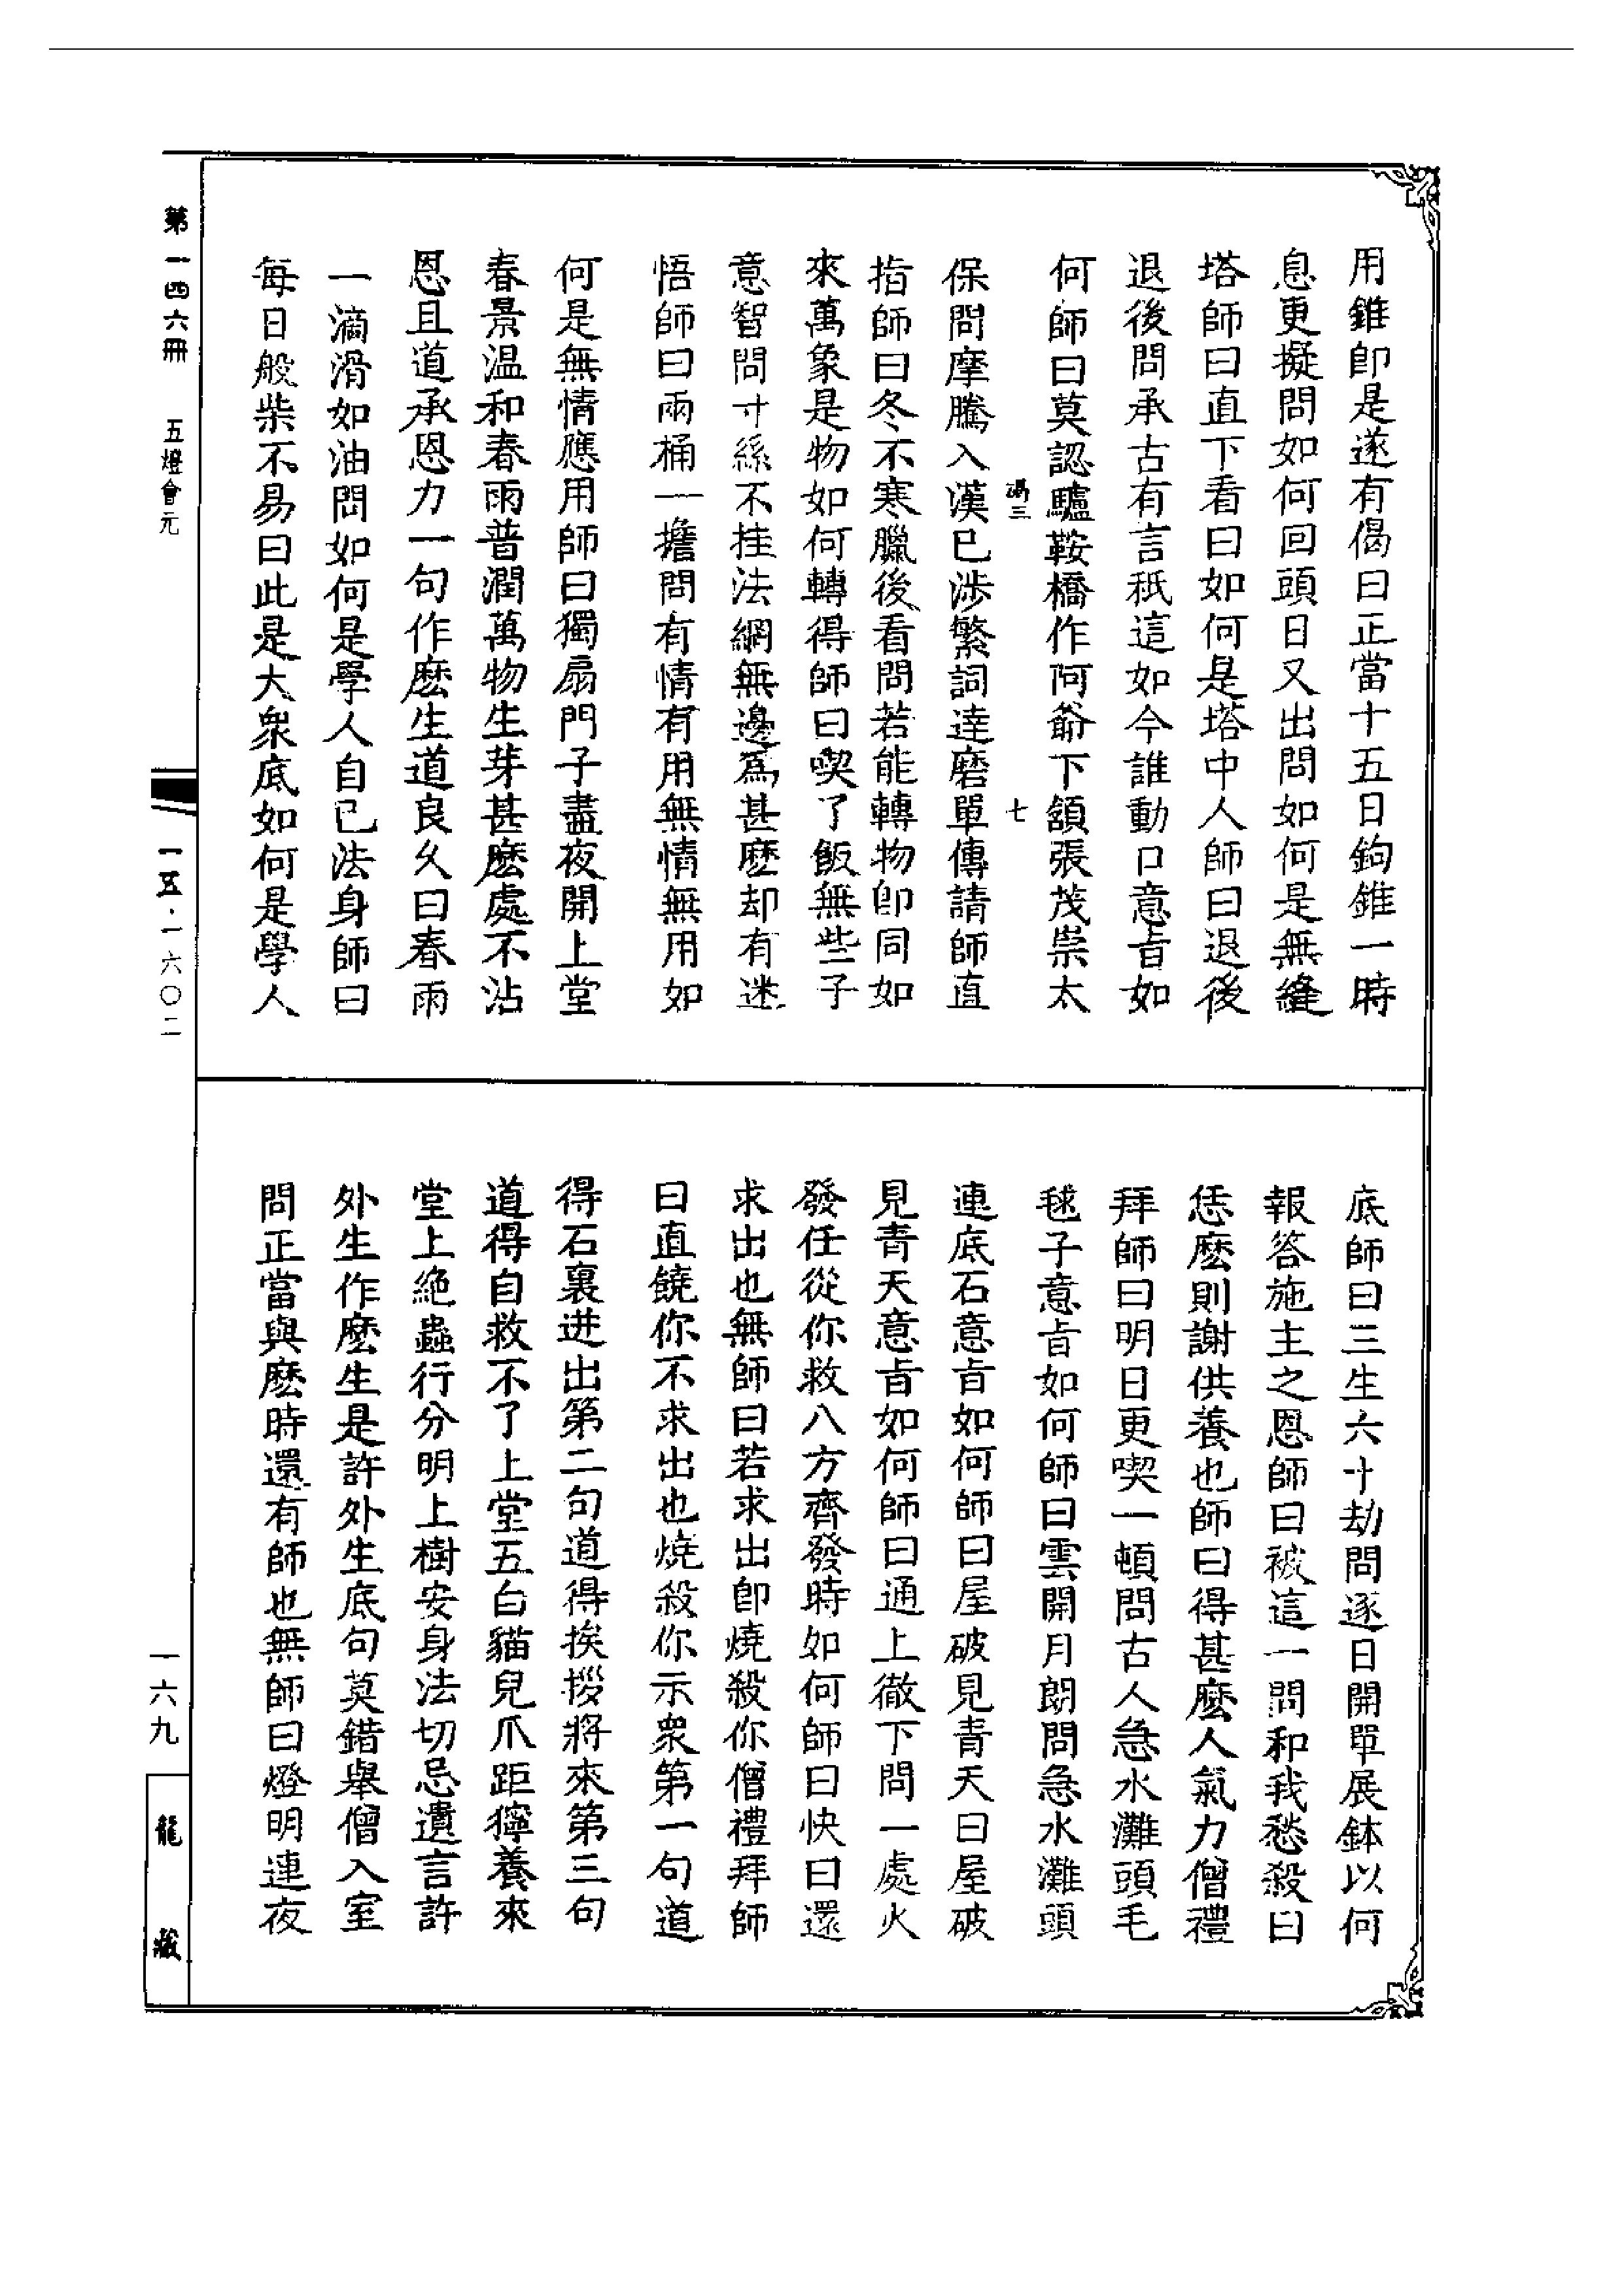 用錐卽是遂有偈曰正當十五日鉤錐一時
息更擬問如何回頭日又出問如何是無縫
塔師曰直下看曰如何是塔中人師曰退後
退後問承古有言秖這如今誰動口意旨如
何師曰莫認驢鞍橋作阿爺下頷張茂崇太
七
保問摩騰入漢已涉繁詞達磨單傳請師直
指師曰冬不寒臘後看問若能轉物卽同如
來萬象是物如何轉得師曰喫了飯無些子
意智問寸絲不挂法網無邊爲甚麽却有迷
悟師曰兩桶一擔問有情有用無情無用如
何是無情應用師曰獨扇門子盡夜開上堂
春景温和春雨普潤萬物生芽甚麽處不沾
恩且道承恩力一句作麽生道良久曰春雨
一滴滑如油問如何是學人自已法身師曰
每日般柴不易曰此是大衆底如何是學人
底師曰三生六十劫問逐日開單展鉢以何
報答施主之恩師曰被這一問和我愁殺曰
恁麽則謝供養也師曰得甚麽人氣力僧禮
拜師曰明日更喫一頓問古人急水灘頭毛
毬子意旨如何師曰雲開月朗問急水灘頭
連底石意旨如何師曰屋破見青天曰屋破
見青天意旨如何師曰通上徹下問一處火
發任從你救八方齊發時如何師曰快曰還
求出也無師曰若求出卽燒殺你僧禮拜師
曰直饒你不求出也燒殺你示衆第一句道
得石裏迸出第二句道得挨拶將來第三句
道得自救不了上堂五白貓兒爪距獰養來
堂上絕蟲行分明上樹安身法切忌遺言許
外生作麽生是許外生底句莫錯舉僧入室
問正當與麽時還有師也無師曰燈明連夜
第一四六冊 五燈會元
一五·一六〇二
一六九
龍藏